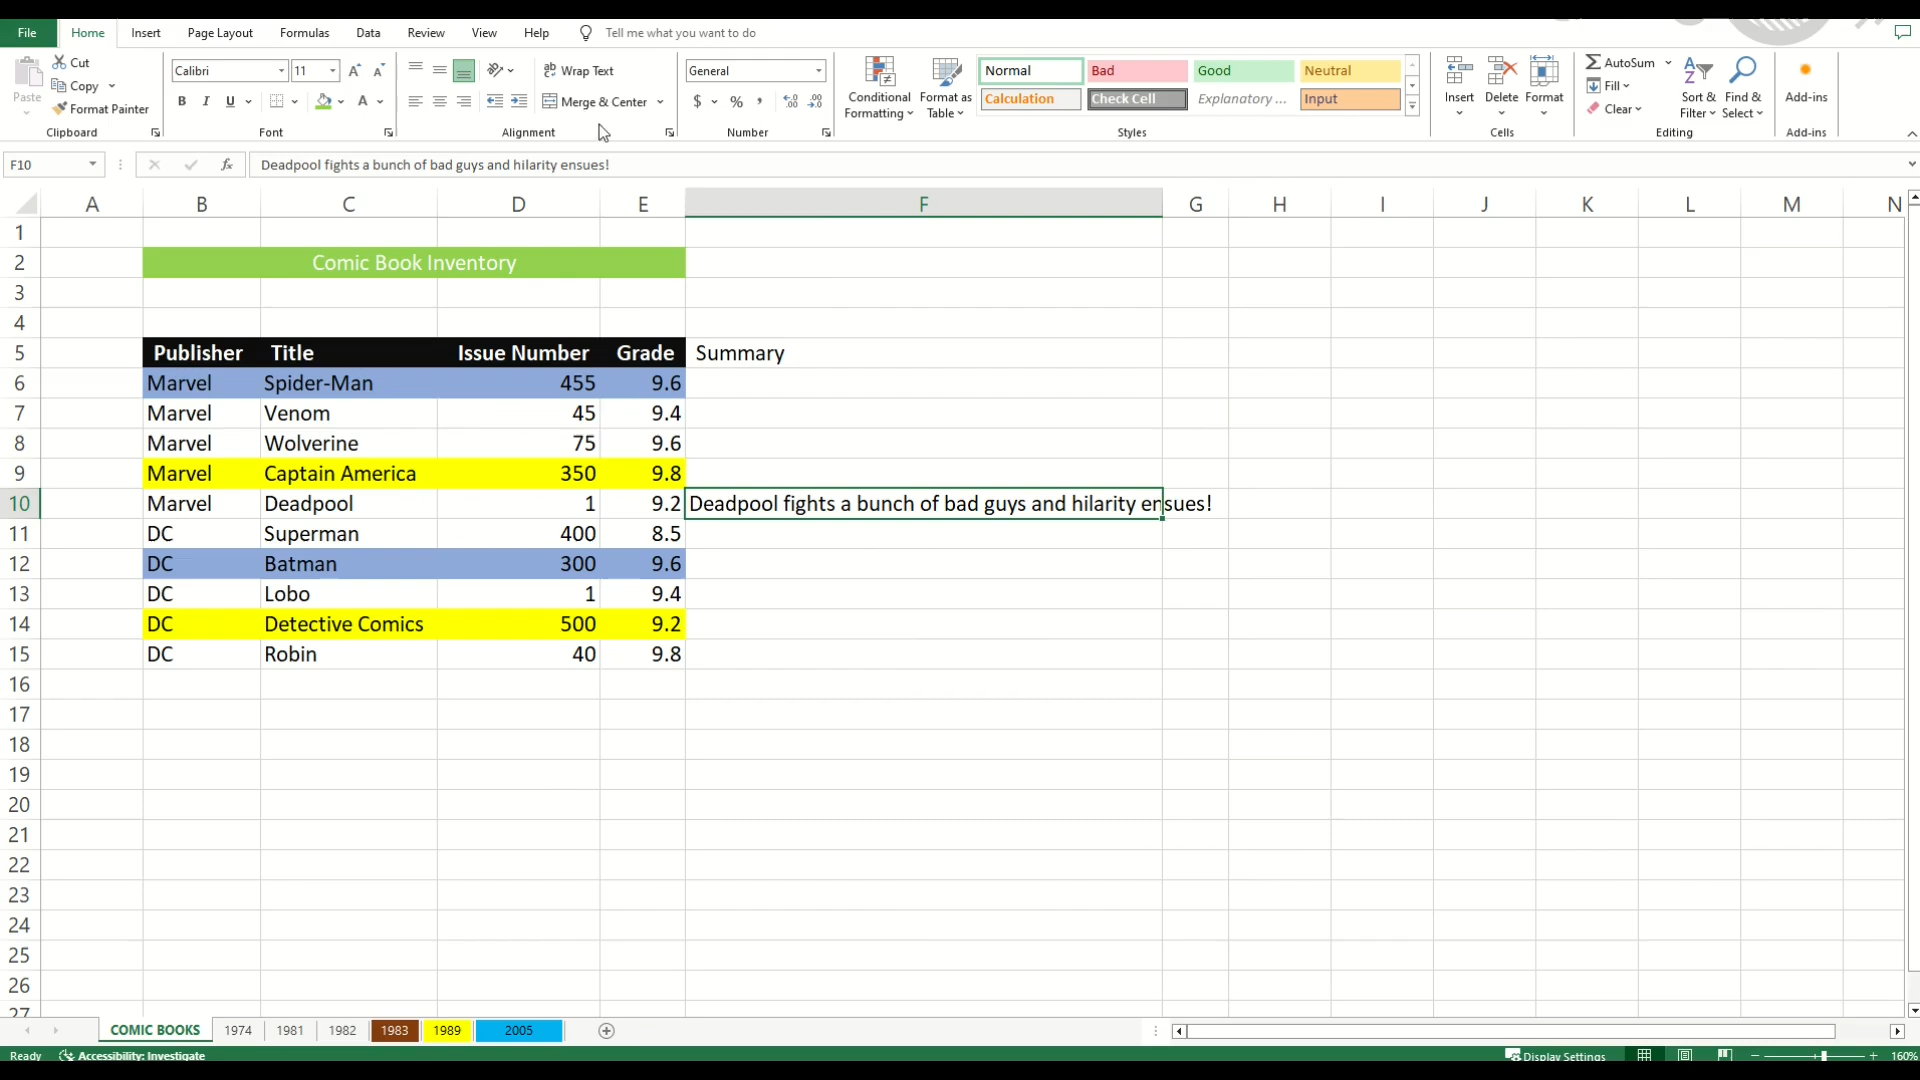 File Home Insert Page Layout Formulas Data Review View Help Tell me what you want to do
Cut Calibri 11 Wrap Text General Normal Bad Good Neutral AutoSum
Paste Copy Fill
Format Painter B I U A Merge & Center $ % , Conditional Formatting Format as Table Calculation Check Cell Explanatory ... Input Insert Delete Format Clear Sort & Filter Find & Select Add-ins
Clipboard Font Alignment Number Styles Cells Editing Add-ins
F10 fx Deadpool fights a bunch of bad guys and hilarity ensues!
A B C D E F G H I J K L M N
1
2 Comic Book Inventory
3
4
5 Publisher Title Issue Number Grade Summary
6 Marvel Spider-Man 455 9.6
7 Marvel Venom 45 9.4
8 Marvel Wolverine 75 9.6
9 Marvel Captain America 350 9.8
10 Marvel Deadpool 1 9.2 Deadpool fights a bunch of bad guys and hilarity ensues!
11 DC Superman 400 8.5
12 DC Batman 300 9.6
13 DC Lobo 1 9.4
14 DC Detective Comics 500 9.2
15 DC Robin 40 9.8
16
17
18
19
20
21
22
23
24
25
26
27
COMIC BOOKS 1974 1981 1982 1983 1989 2005
Ready Accessibility: Investigate Display Settings 160%